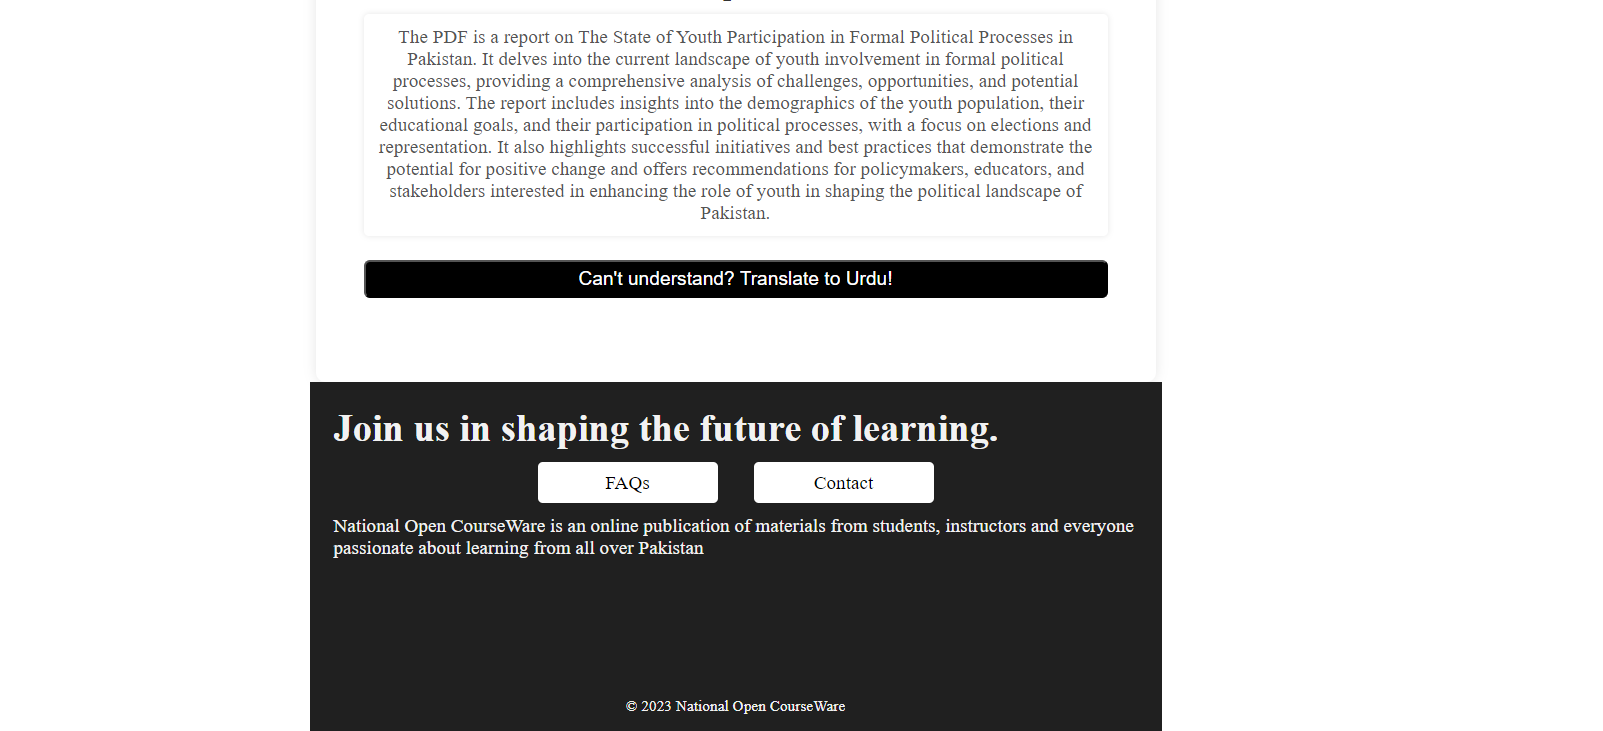 The PDF is a report on The State of Youth Participation in Formal Political Processes in
Pakistan. It delves into the current landscape of youth involvement in formal political
processes, providing a comprehensive analysis of challenges, opportunities, and potential
solutions. The report includes insights into the demographics of the youth population, their
educational goals, and their participation in political processes, with a focus on elections and
representation. It also highlights successful initiatives and best practices that demonstrate the
potential for positive change and offers recommendations for policymakers, educators, and
stakeholders interested in enhancing the role of youth in shaping the political landscape of
Pakistan.
Can't understand? Translate to Urdu!
Join us in shaping the future of learning.
FAQs
Contact
National Open CourseWare is an online publication of materials from students, instructors and everyone
passionate about learning from all over Pakistan
© 2023 National Open CourseWare